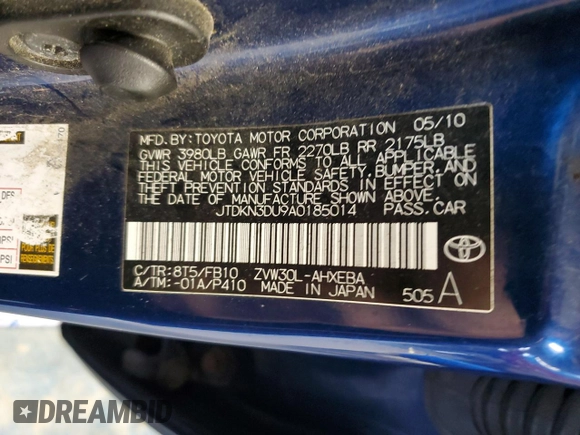 MFD. BY: TOYOTA MOTOR CORPORATION 05/10
GVWR 3980LB GAWR FR 2270LB RR 2175LB
THIS VEHICLE CONFORMS TO ALL APPLICABLE
FEDERAL MOTOR VEHICLE SAFETY, BUMPER, AND
THEFT PREVENTION STANDARDS IN EFFECT ON
THE DATE OF MANUFACTURE SHOWN ABOVE.
JTDKN3DU9A0185014 PASS. CAR
C/TR: 8T5/FB10 ZVW30L -AHXEBA
A/TM: -01A/P410 MADE IN JAPAN 505 A
TOYOTA
DREAMBID